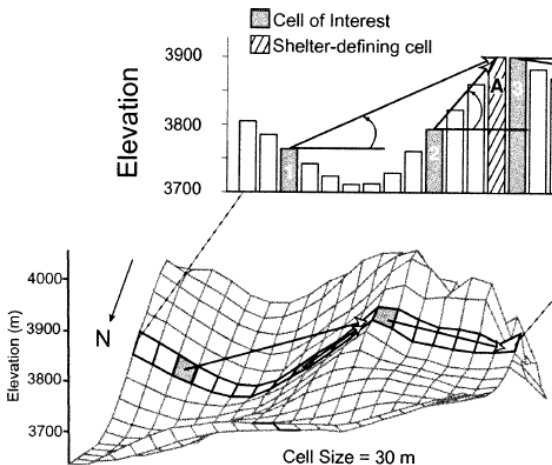 Cell of Interest
Shelter-defining cell
Elevation
3900
3800
3700
1
2
A
3
4000
3900
3800
3700
Elevation (m)
N
Cell Size = 30 m